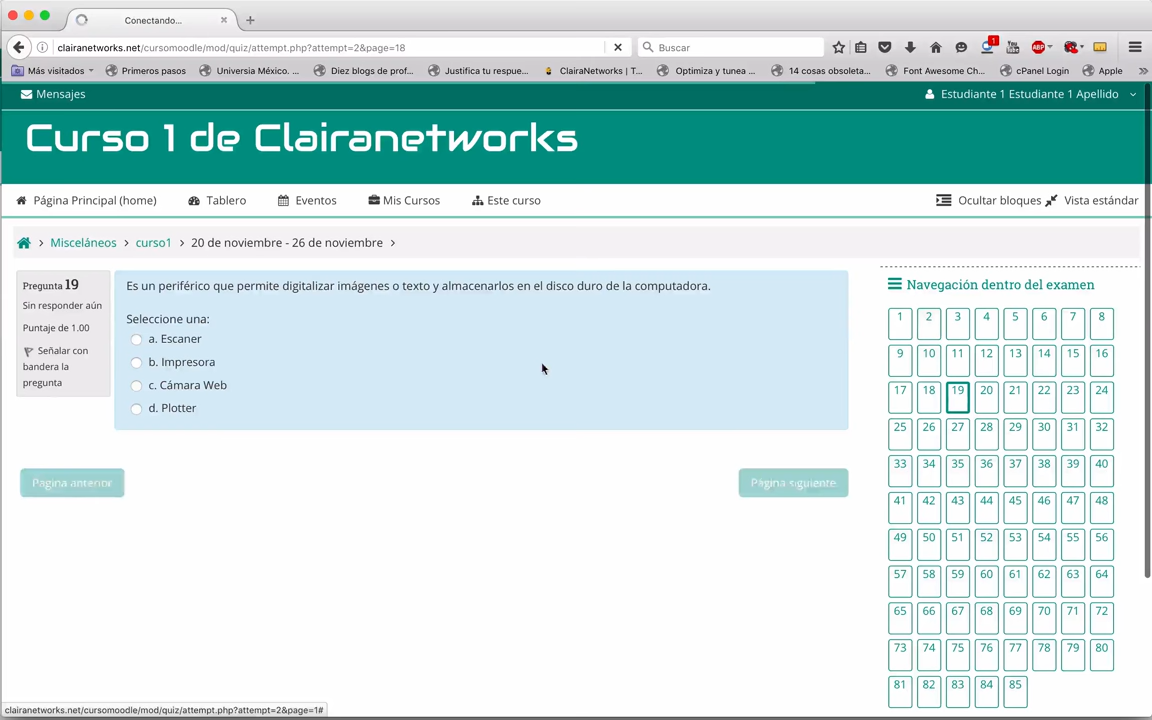 Conectando...
clairanetworks.net/cursomoodle/mod/quiz/attempt.php?attempt=2&page=18
Buscar
1
ABP
Más visitados
Primeros pasos
Universia México. ...
Diez blogs de prof...
Justifica tu respue...
ClairaNetworks | T...
Optimiza y tunea ...
14 cosas obsoleta...
Font Awesome Ch...
cPanel Login
Apple
Mensajes
Estudiante 1 Estudiante 1 Apellido
Curso 1 de Clairanetworks
Página Principal (home)
Tablero
Eventos
Mis Cursos
Este curso
Ocultar bloques
Vista estándar
Misceláneos
curso1
20 de noviembre - 26 de noviembre
Pregunta 19
Sin responder aún
Puntaje de 1.00
Señalar con
bandera la
pregunta
Es un periférico que permite digitalizar imágenes o texto y almacenarlos en el disco duro de la computadora.
Seleccione una:
a. Escaner
b. Impresora
c. Cámara Web
d. Plotter
Página anterior
Página siguiente
Navegación dentro del examen
1 2 3 4 5 6 7 8
9 10 11 12 13 14 15 16
17 18 19 20 21 22 23 24
25 26 27 28 29 30 31 32
33 34 35 36 37 38 39 40
41 42 43 44 45 46 47 48
49 50 51 52 53 54 55 56
57 58 59 60 61 62 63 64
65 66 67 68 69 70 71 72
73 74 75 76 77 78 79 80
81 82 83 84 85
clairanetworks.net/cursomoodle/mod/quiz/attempt.php?attempt=2&page=1#